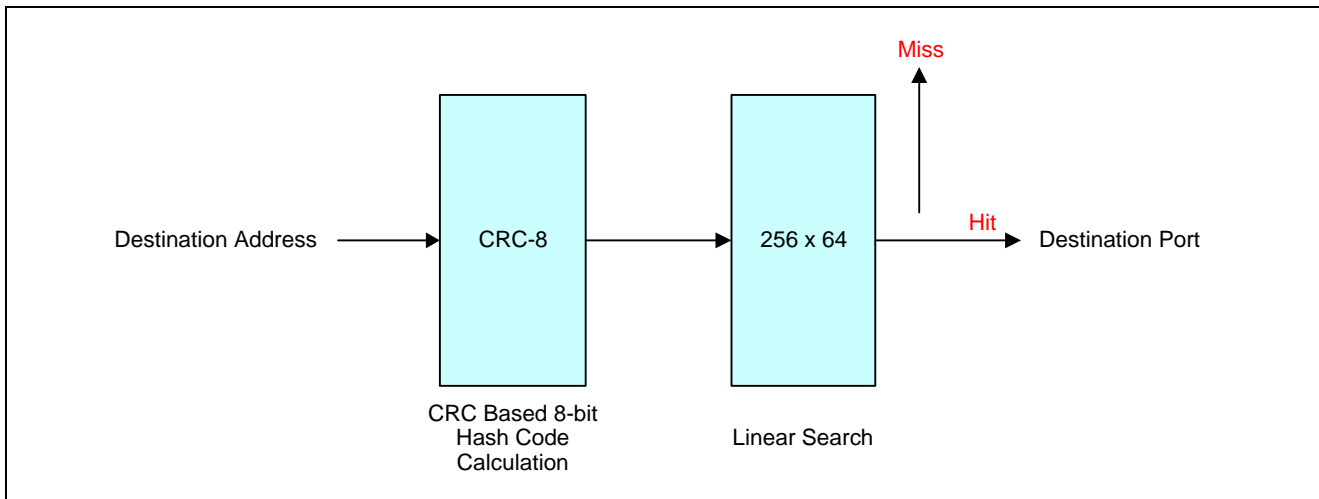 Miss
Destination Address
CRC-8
256 x 64
Hit
Destination Port
CRC Based 8-bit
Hash Code
Calculation
Linear Search